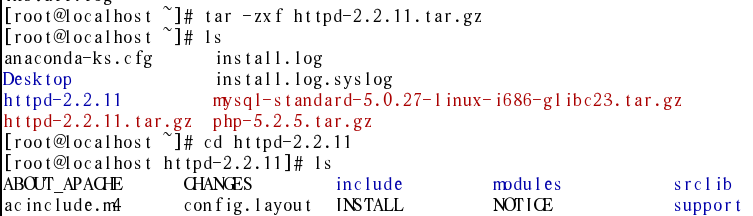 [root@localhost ~]# tar -zxf httpd-2.2.11.tar.gz
[root@localhost ~]# ls
anaconda-ks.cfg install.log
Desktop install.log.syslog
httpd-2.2.11 mysql-standard-5.0.27-linux-i686-glibc23.tar.gz
httpd-2.2.11.tar.gz php-5.2.5.tar.gz
[root@localhost ~]# cd httpd-2.2.11
[root@localhost httpd-2.2.11]# ls
ABOUT_APACHE CHANGES include modules srclib
acinclude.m4 config.layout INSTALL NOTICE support